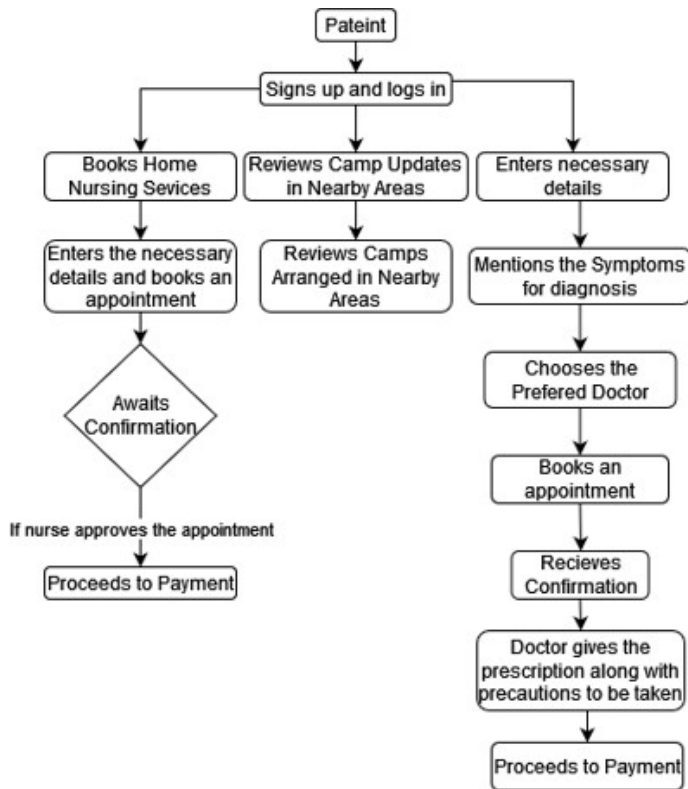 Pateint
Signs up and logs in
Books Home
Nursing Sevices
Reviews Camp Updates
in Nearby Areas
Enters necessary
details
Enters the necessary
details and books an
appointment
Reviews Camps
Arranged in Nearby
Areas
Mentions the Symptoms
for diagnosis
Awaits
Confirmation
Chooses the
Prefered Doctor
Books an
appointment
If nurse approves the appointment
Proceeds to Payment
Recieves
Confirmation
Doctor gives the
prescription along with
precautions to be taken
Proceeds to Payment